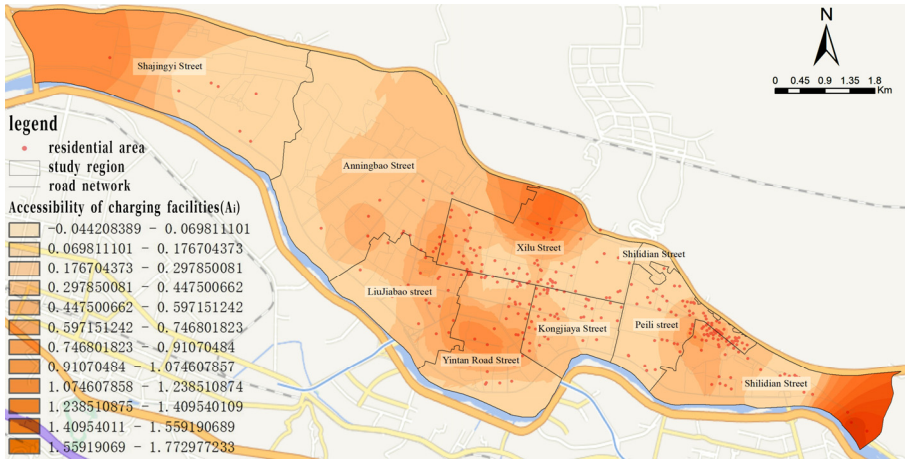 N
0 0.45 0.9 1.35 1.8
Km
Shajingyi Street
Anningbao Street
Xilu Street
Shilidian Street
LiuJiabao street
Kongjiaya Street
Peili street
Yintan Road Street
Shilidian Street
legend
residential area
study region
road network
Accessibility of charging facilities(Ai)
-0.044208389 - 0.069811101
0.069811101 - 0.176704373
0.176704373 - 0.297850081
0.297850081 - 0.447500662
0.447500662 - 0.597151242
0.597151242 - 0.746801823
0.746801823 - 0.91070484
0.91070484 - 1.074607857
1.074607858 - 1.238510874
1.238510875 - 1.409540109
1.40954011 - 1.559190689
1.55919069 - 1.772977233